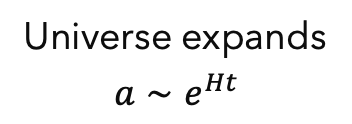 Universe expands
𝑎 ~ 𝑒^{𝐻𝑡}